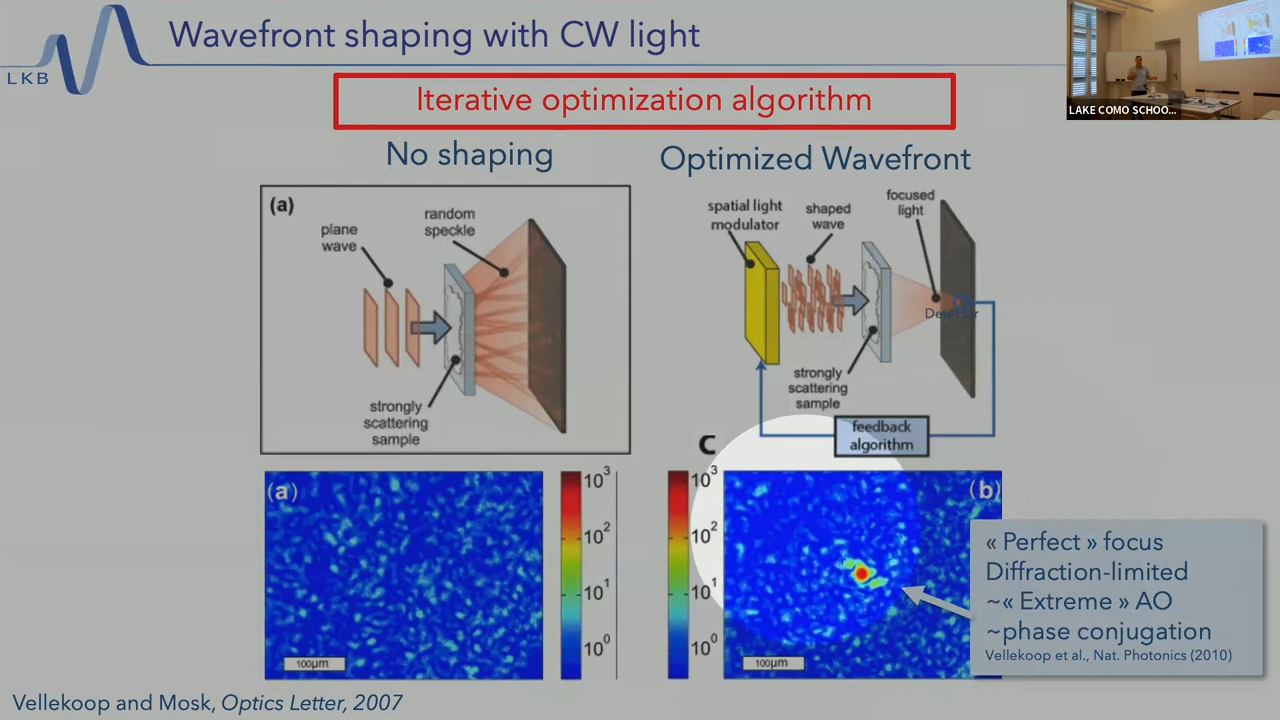 Wavefront shaping with CW light
LKB
LAKE COMO SCHOO...
Iterative optimization algorithm
No shaping
Optimized Wavefront
(a)
plane
wave
random
speckle
strongly
scattering
sample
spatial light
modulator
shaped
wave
focused
light
Detector
strongly
scattering
sample
feedback
algorithm
C
(a)
10³
10²
10¹
10⁰
100µm
10³
10²
10¹
10⁰
(b)
100µm
« Perfect » focus
Diffraction-limited
~« Extreme » AO
~phase conjugation
Vellekoop et al., Nat. Photonics (2010)
Vellekoop and Mosk, Optics Letter, 2007